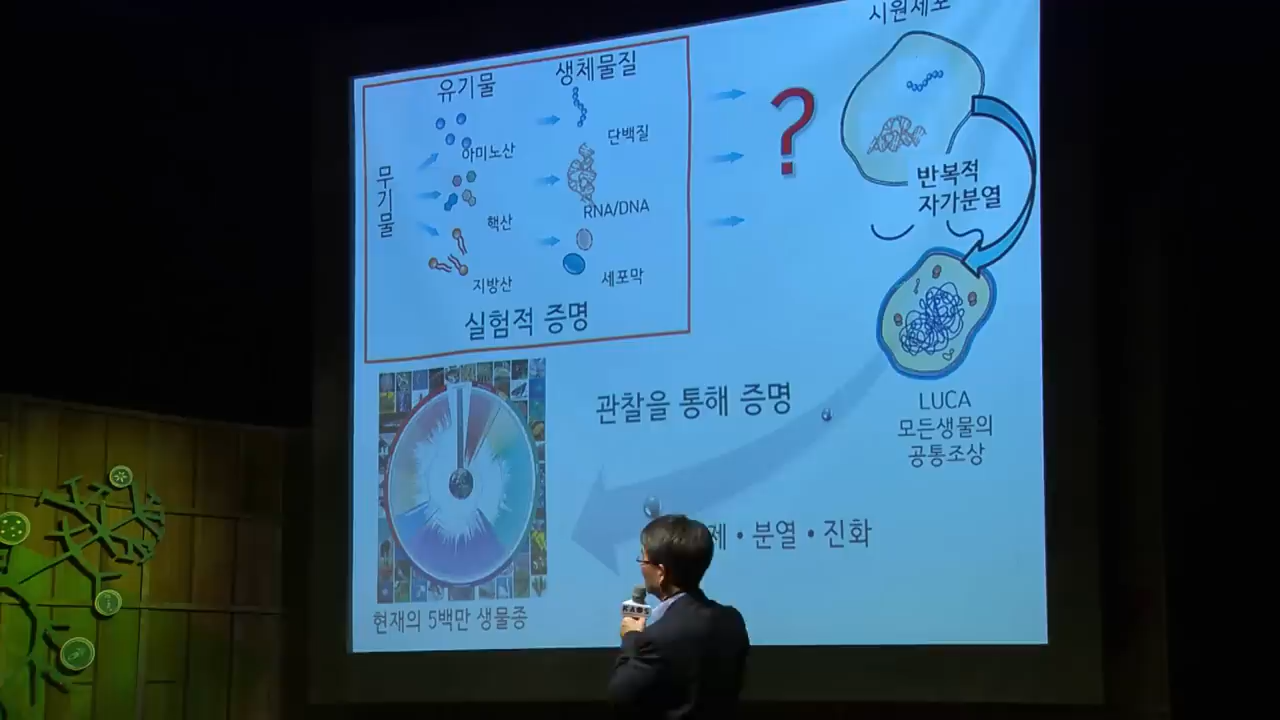 시원세포
유기물
생체물질
무기물
아미노산
단백질
핵산
RNA/DNA
지방산
세포막
실험적 증명
?
반복적
자가분열
관찰을 통해 증명
LUCA
모든생물의
공통조상
제 • 분열 • 진화
현재의 5백만 생물종
KAOS